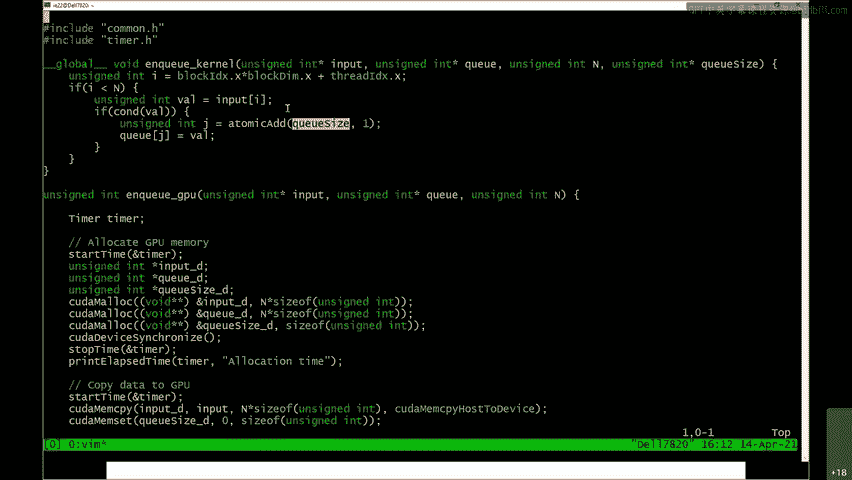 #include "common.h"
#include "timer.h"
__global__ void enqueue_kernel(unsigned int* input, unsigned int* queue, unsigned int N, unsigned int* queueSize) {
unsigned int i = blockIdx.x*blockDim.x + threadIdx.x;
if(i < N) {
unsigned int val = input[i];
if(cond(val)) {
unsigned int j = atomicAdd(queueSize, 1);
queue[j] = val;
}
}
}
unsigned int enqueue_gpu(unsigned int* input, unsigned int* queue, unsigned int N) {
Timer timer;
// Allocate GPU memory
startTime(&timer);
unsigned int *input_d;
unsigned int *queue_d;
unsigned int *queueSize_d;
cudaMalloc((void**) &input_d, N*sizeof(unsigned int));
cudaMalloc((void**) &queue_d, N*sizeof(unsigned int));
cudaMalloc((void**) &queueSize_d, sizeof(unsigned int));
cudaDeviceSynchronize();
stopTime(&timer);
printElapsedTime(timer, "Allocation time");
// Copy data to GPU
startTime(&timer);
cudaMemcpy(input_d, input, N*sizeof(unsigned int), cudaMemcpyHostToDevice);
cudaMemset(queueSize_d, 0, sizeof(unsigned int));
1,0-1 Top
[0] 0:vim* "Dell7820" 16:12 14-Apr-21
+18